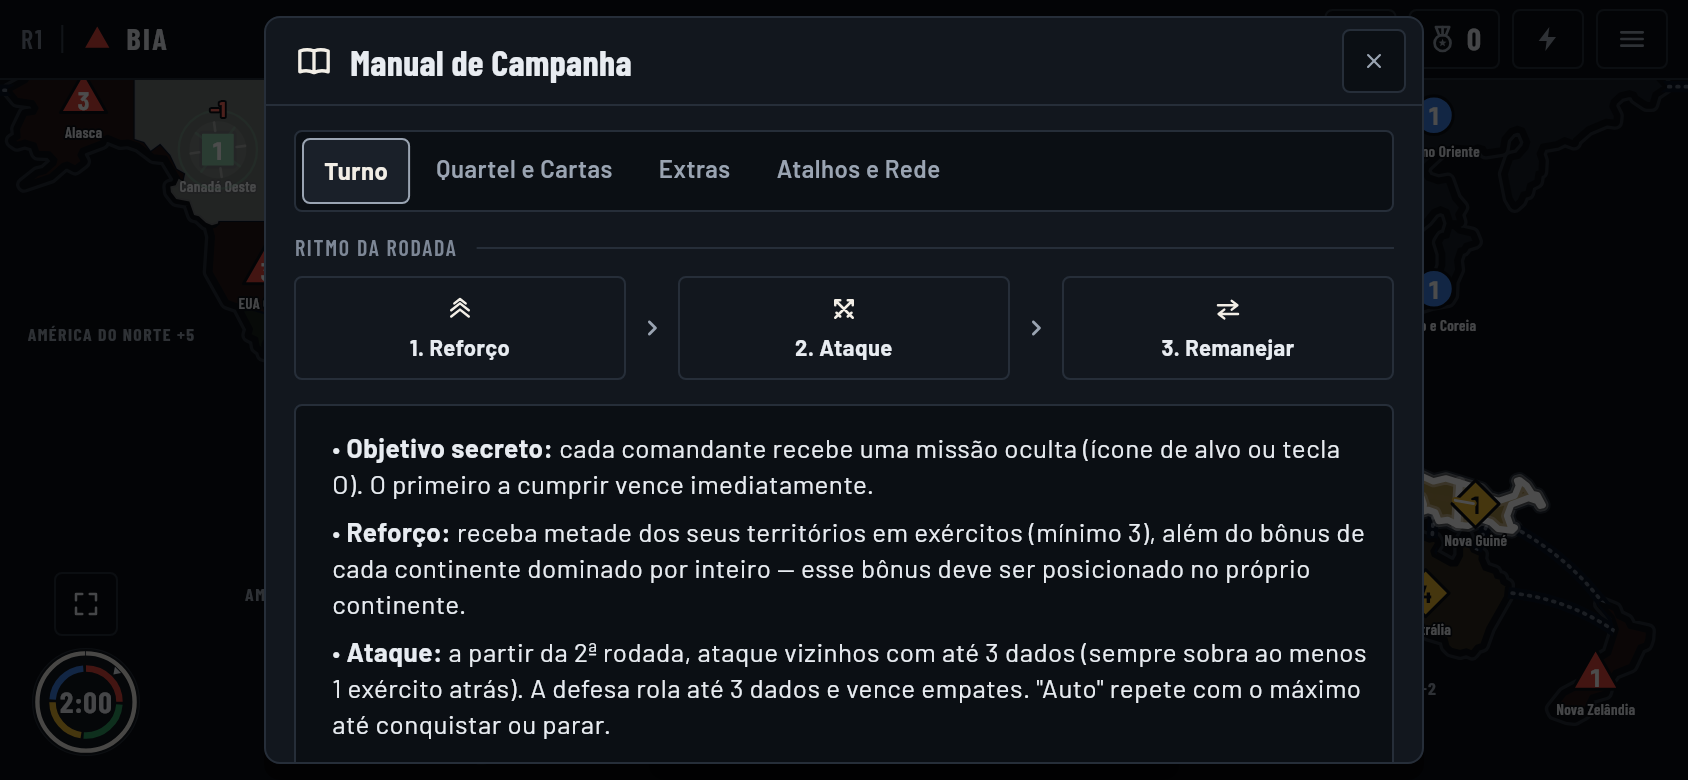 R1
BIA
Manual de Campanha
0
3
Alasca
-1
1
Canadá Oeste
1
Turno
Quartel e Cartas
Extras
Atalhos e Rede
RITMO DA RODADA
EUA
1
AMÉRICA DO NORTE +5
1. Reforço
2. Ataque
3. Remanejar
e Coreia
• Objetivo secreto: cada comandante recebe uma missão oculta (ícone de alvo ou tecla
O). O primeiro a cumprir vence imediatamente.
• Reforço: receba metade dos seus territórios em exércitos (mínimo 3), além do bônus de
cada continente dominado por inteiro — esse bônus deve ser posicionado no próprio
continente.
1
Nova Guiné
4
• Ataque: a partir da 2ª rodada, ataque vizinhos com até 3 dados (sempre sobra ao menos
1 exército atrás). A defesa rola até 3 dados e vence empates. "Auto" repete com o máximo
até conquistar ou parar.
2:00
1
Nova Zelândia